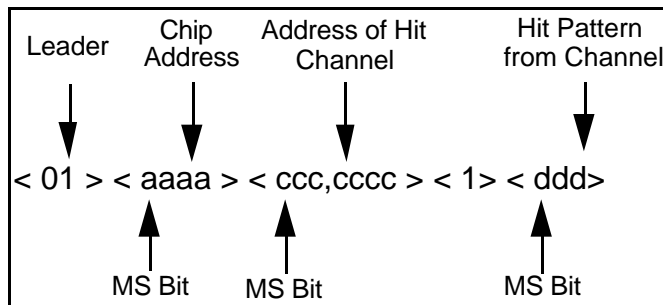 Leader
Chip
Address
Address of Hit
Channel
Hit Pattern
from Channel
< 01 > < aaaa > < ccc,cccc > < 1> < ddd>
MS Bit
MS Bit
MS Bit